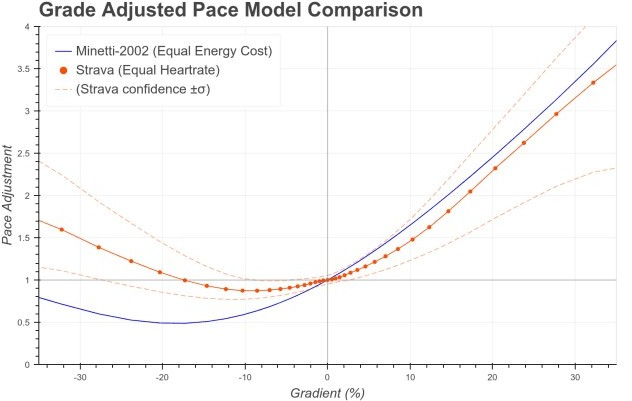 Grade Adjusted Pace Model Comparison
Minetti-2002 (Equal Energy Cost)
Strava (Equal Heartrate)
(Strava confidence ±σ)
Pace Adjustment
4
3.5
3
2.5
2
1.5
1
0.5
0
-30 -20 -10 0 10 20 30
Gradient (%)